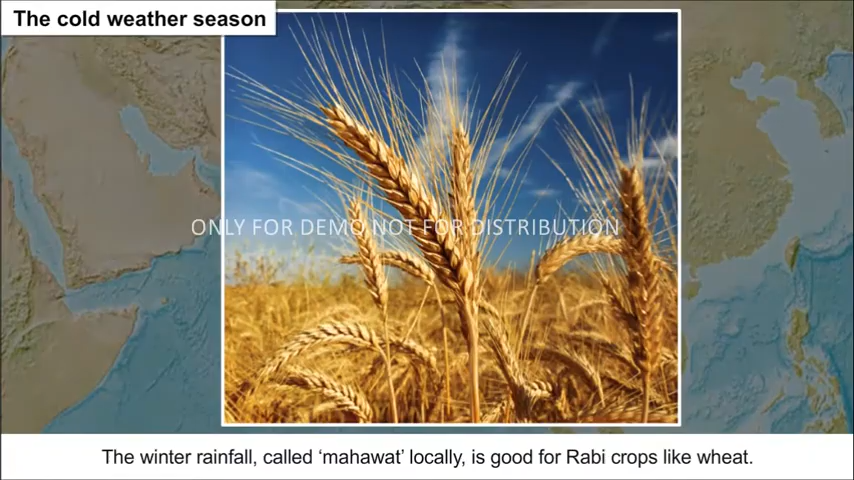 The cold weather season
ONLY FOR DEMO NOT FOR DISTRIBUTION
The winter rainfall, called ‘mahawat’ locally, is good for Rabi crops like wheat.